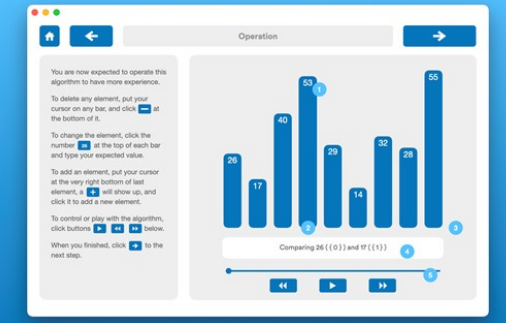 Operation
You are now expected to operate this
algorithm to have more experience.
To delete any element, put your
cursor on any bar, and click − at
the bottom of it.
To change the element, click the
number 26 at the top of each bar
and type your expected value.
To add an element, put your cursor
at the very right bottom of last
element, a + will show up, and
click it to add a new element.
To control or play with the algorithm,
click buttons below.
When you finished, click to the
next step.
26
17
40
53
29
14
32
28
55
1
2
3
Comparing 26 ( { 0 } ) and 17 ( { 1 } )
4
5